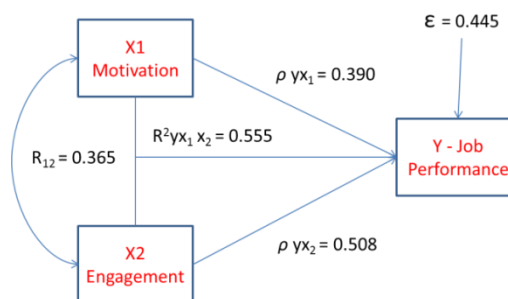 X1
Motivation
ε = 0.445
ρ yx₁ = 0.390
R²yx₁ x₂ = 0.555
R₁₂ = 0.365
Y - Job
Performance
X2
Engagement
ρ yx₂ = 0.508